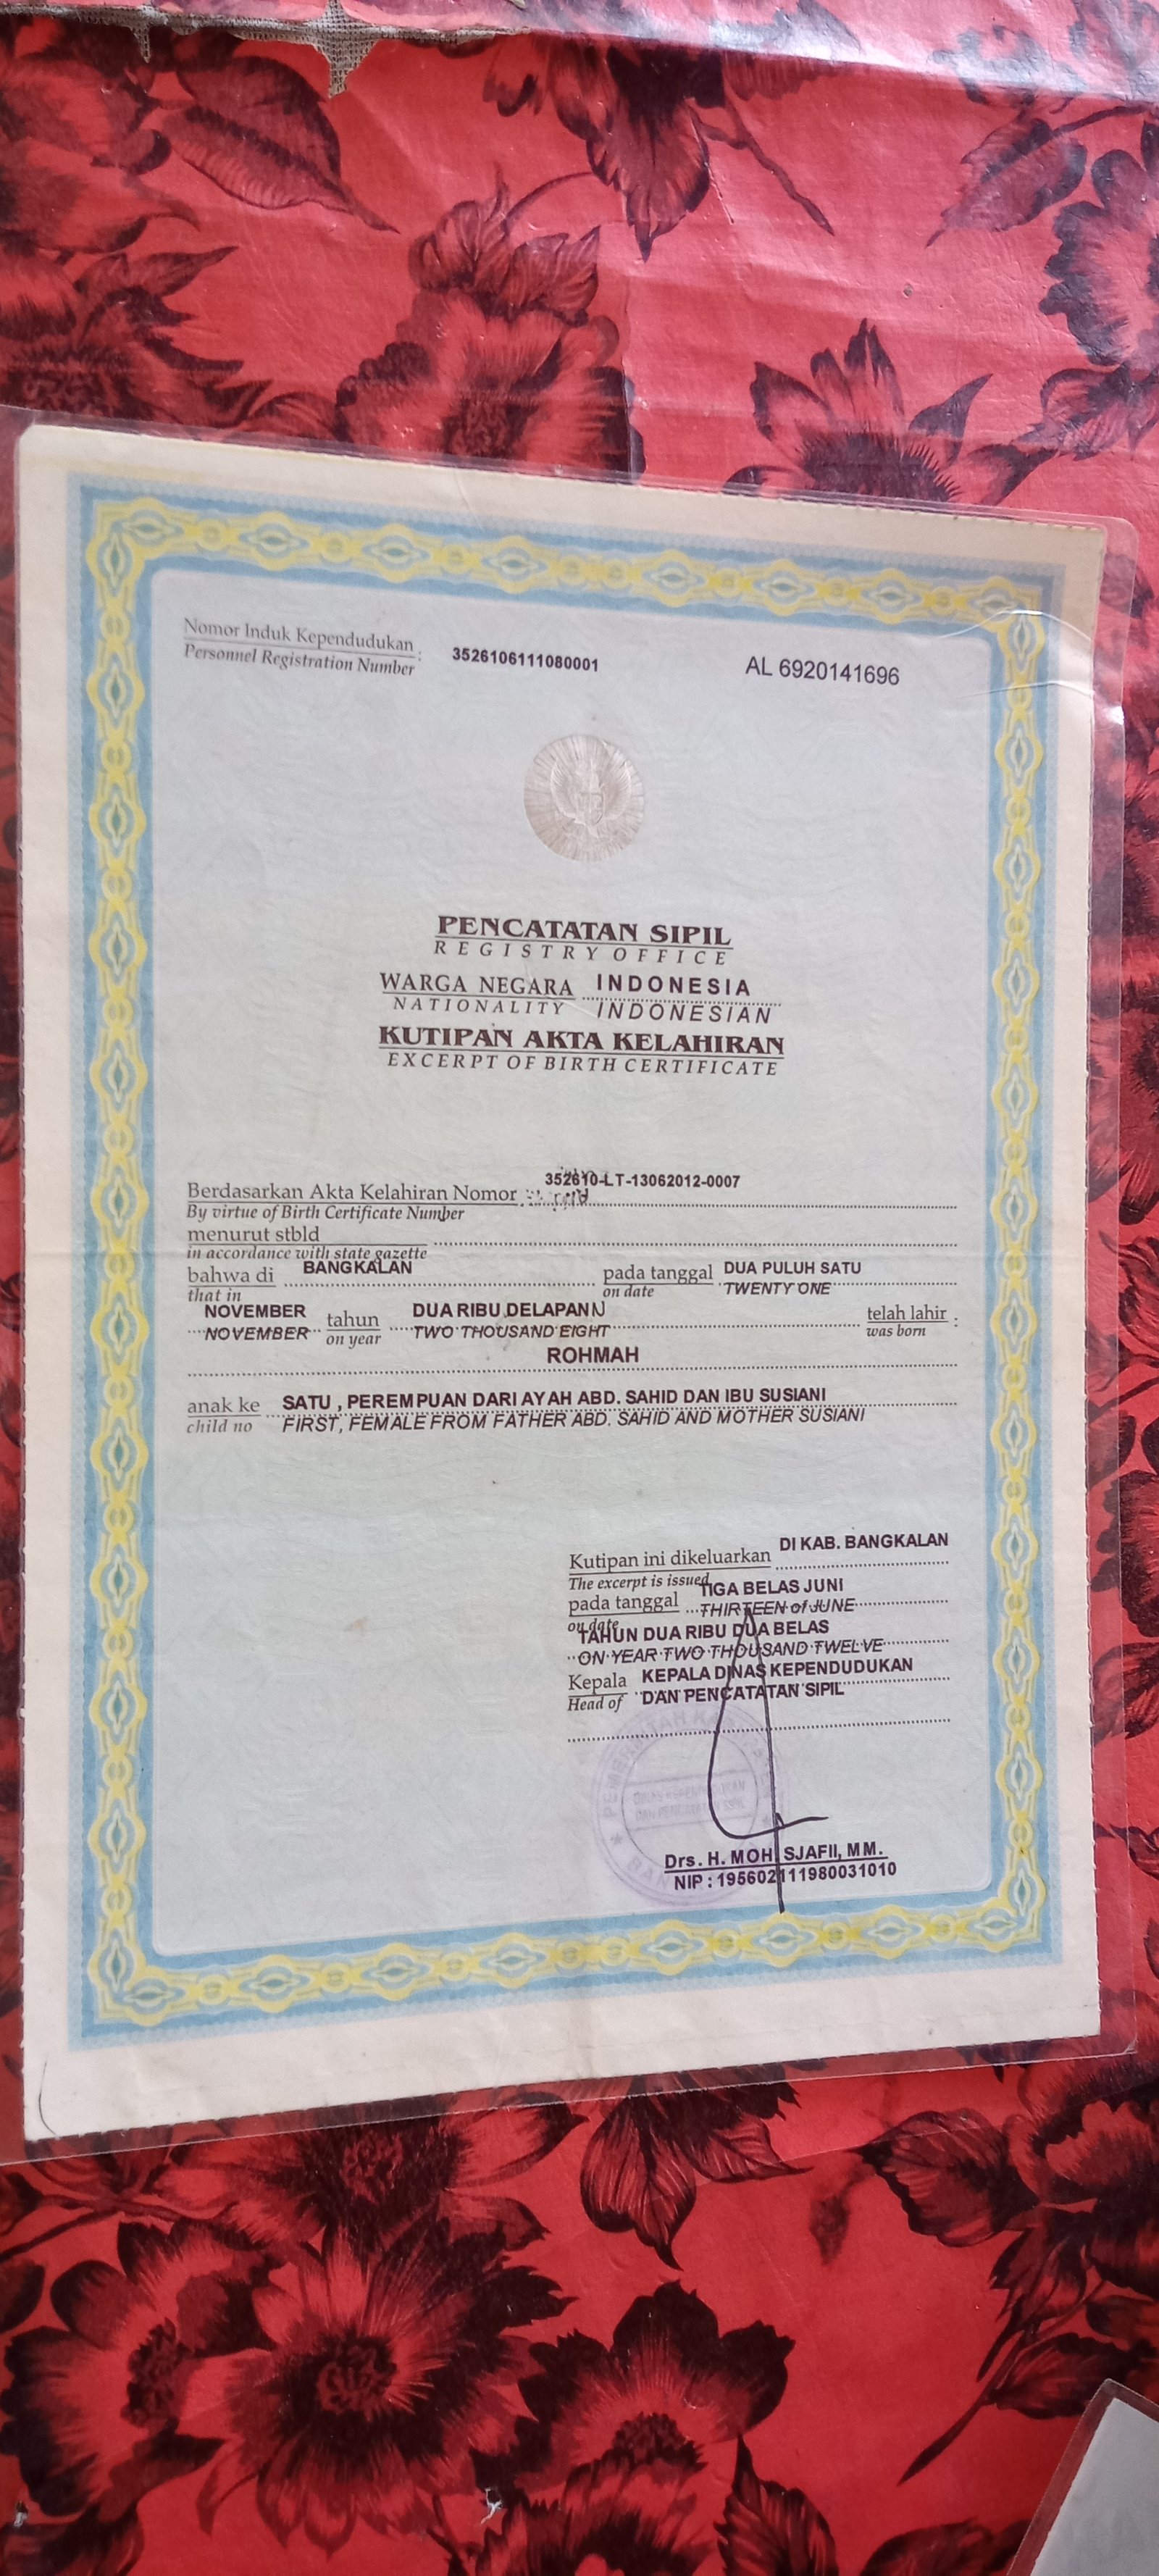 Nomor Induk Kependudukan : 3526106111080001 AL 6920141696
Personnel Registration Number
PENCATATAN SIPIL
REGISTRY OFFICE
WARGA NEGARA INDONESIA
NATIONALITY INDONESIAN
KUTIPAN AKTA KELAHIRAN
EXCERPT OF BIRTH CERTIFICATE
Berdasarkan Akta Kelahiran Nomor 352610-LT-13062012-0007
By virtue of Birth Certificate Number
menurut stbld
in accordance with state gazette
bahwa di BANGKALAN pada tanggal DUA PULUH SATU
that in on date TWENTY ONE
NOVEMBER tahun DUA RIBU DELAPAN telah lahir :
NOVEMBER on year TWO THOUSAND EIGHT was born
ROHMAH
anak ke SATU , PEREMPUAN DARI AYAH ABD. SAHID DAN IBU SUSIANI
child no FIRST, FEMALE FROM FATHER ABD. SAHID AND MOTHER SUSIANI
Kutipan ini dikeluarkan DI KAB. BANGKALAN
The excerpt is issued
pada tanggal TIGA BELAS JUNI
on date THIRTEEN of JUNE
TAHUN DUA RIBU DUA BELAS
ON YEAR TWO THOUSAND TWELVE
Kepala KEPALA DINAS KEPENDUDUKAN
Head of DAN PENCATATAN SIPIL
Drs. H. MOH. SJAFII, MM.
NIP : 195602111980031010